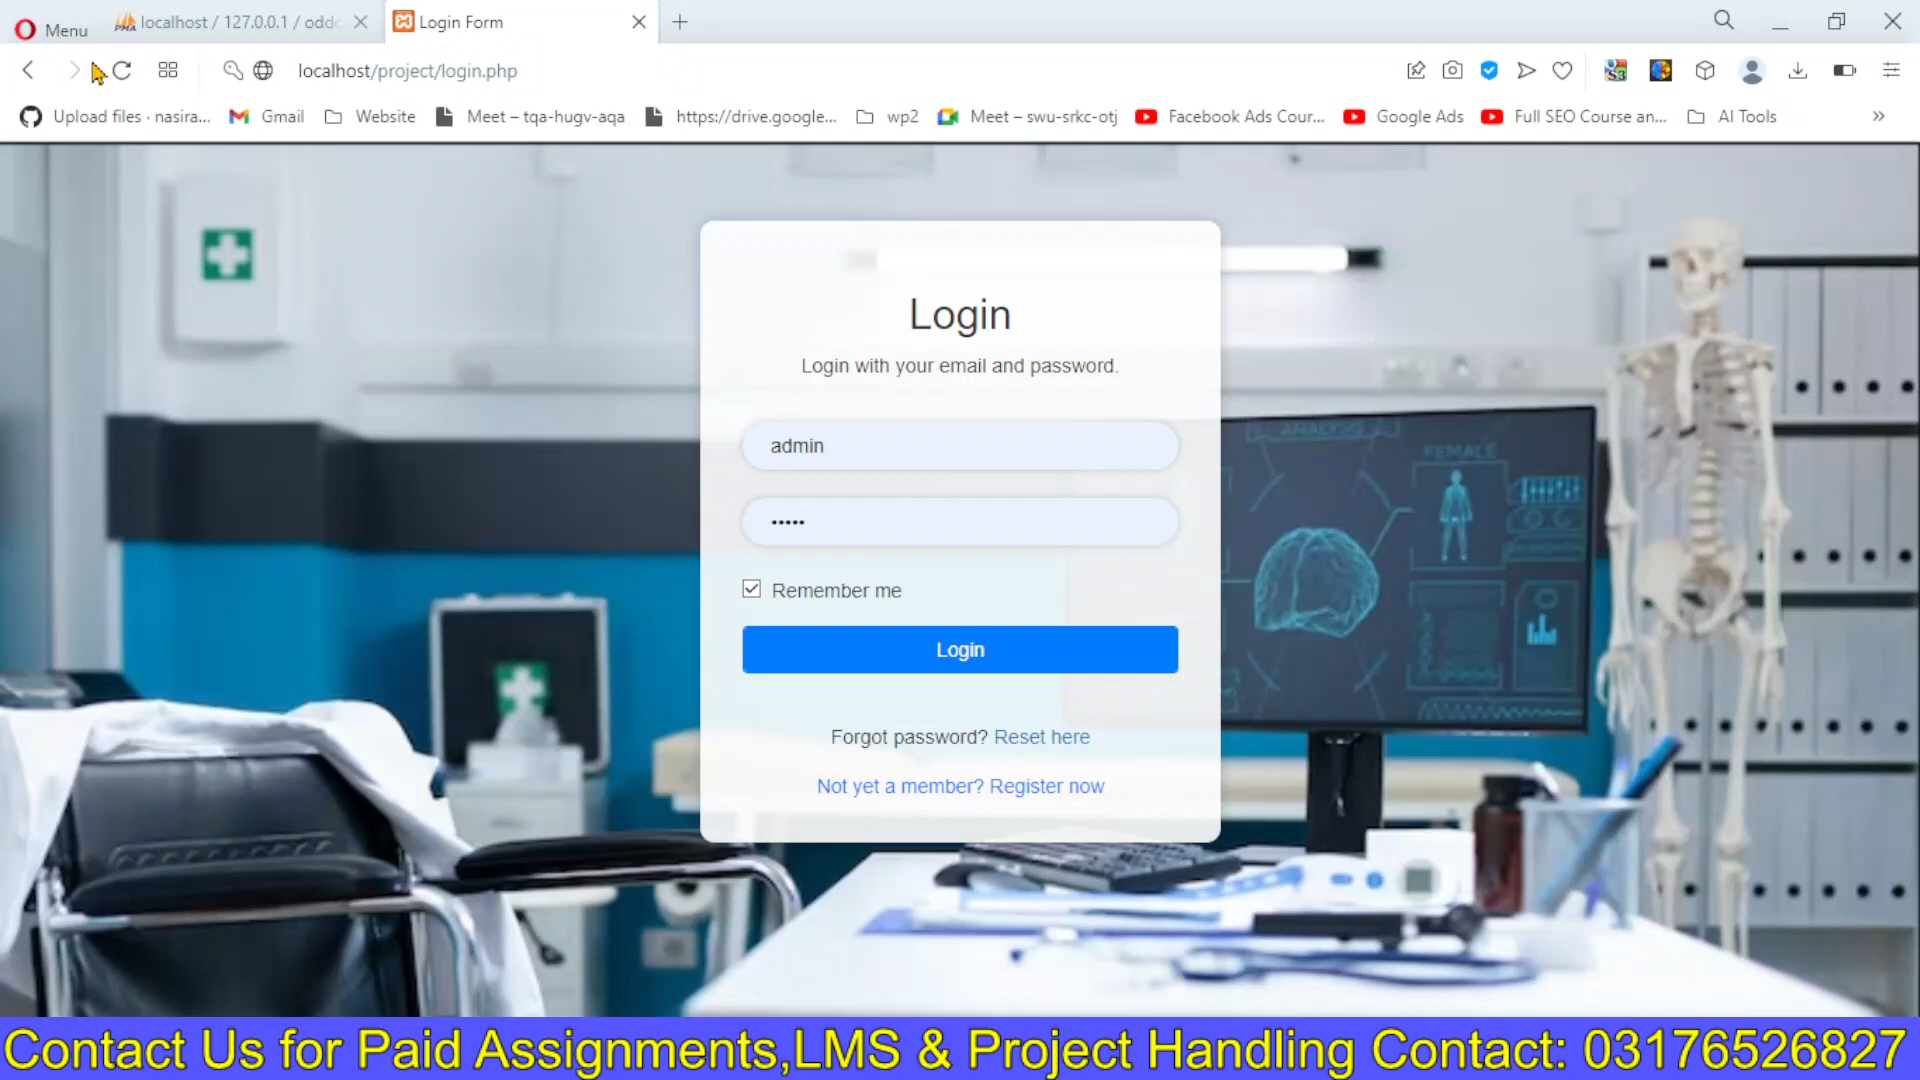 Menu
localhost / 127.0.0.1 / oddc
Login Form
localhost/project/login.php
Upload files · nasira...
Gmail
Website
Meet – tqa-hugv-aqa
https://drive.google...
wp2
Meet – swu-srkc-otj
Facebook Ads Cour...
Google Ads
Full SEO Course an...
AI Tools
Login
Login with your email and password.
admin
•••••
Remember me
Login
Forgot password? Reset here
Not yet a member? Register now
ANALYSIS
FEMALE
Contact Us for Paid Assignments,LMS & Project Handling Contact: 03176526827